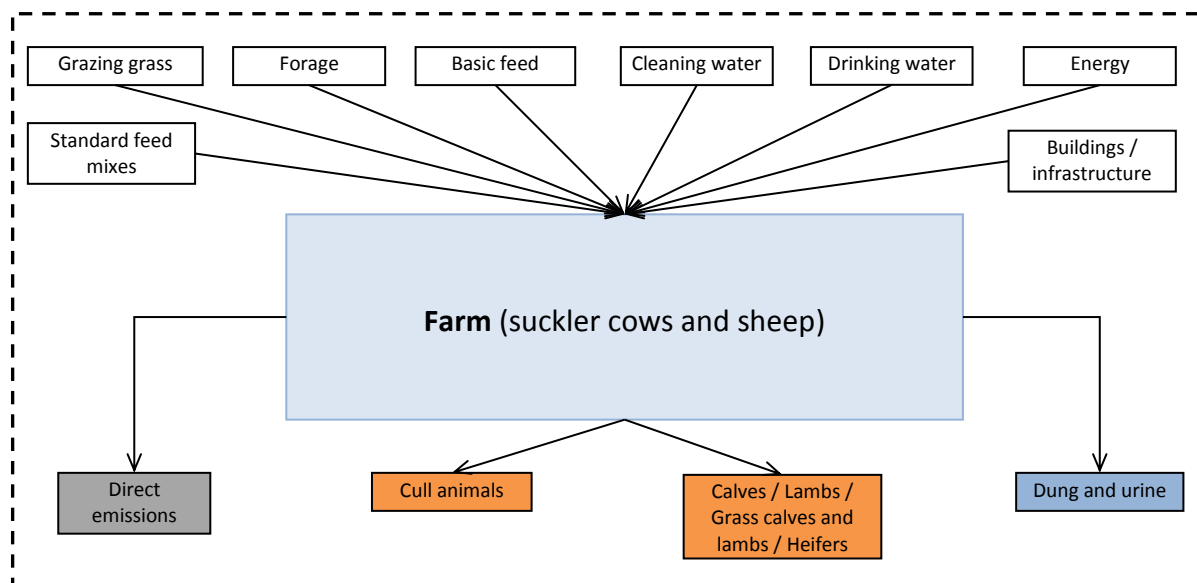 Grazing grass
Forage
Basic feed
Cleaning water
Drinking water
Energy
Standard feed
mixes
Buildings /
infrastructure
Farm (suckler cows and sheep)
Direct
emissions
Cull animals
Calves / Lambs /
Grass calves and
lambs / Heifers
Dung and urine